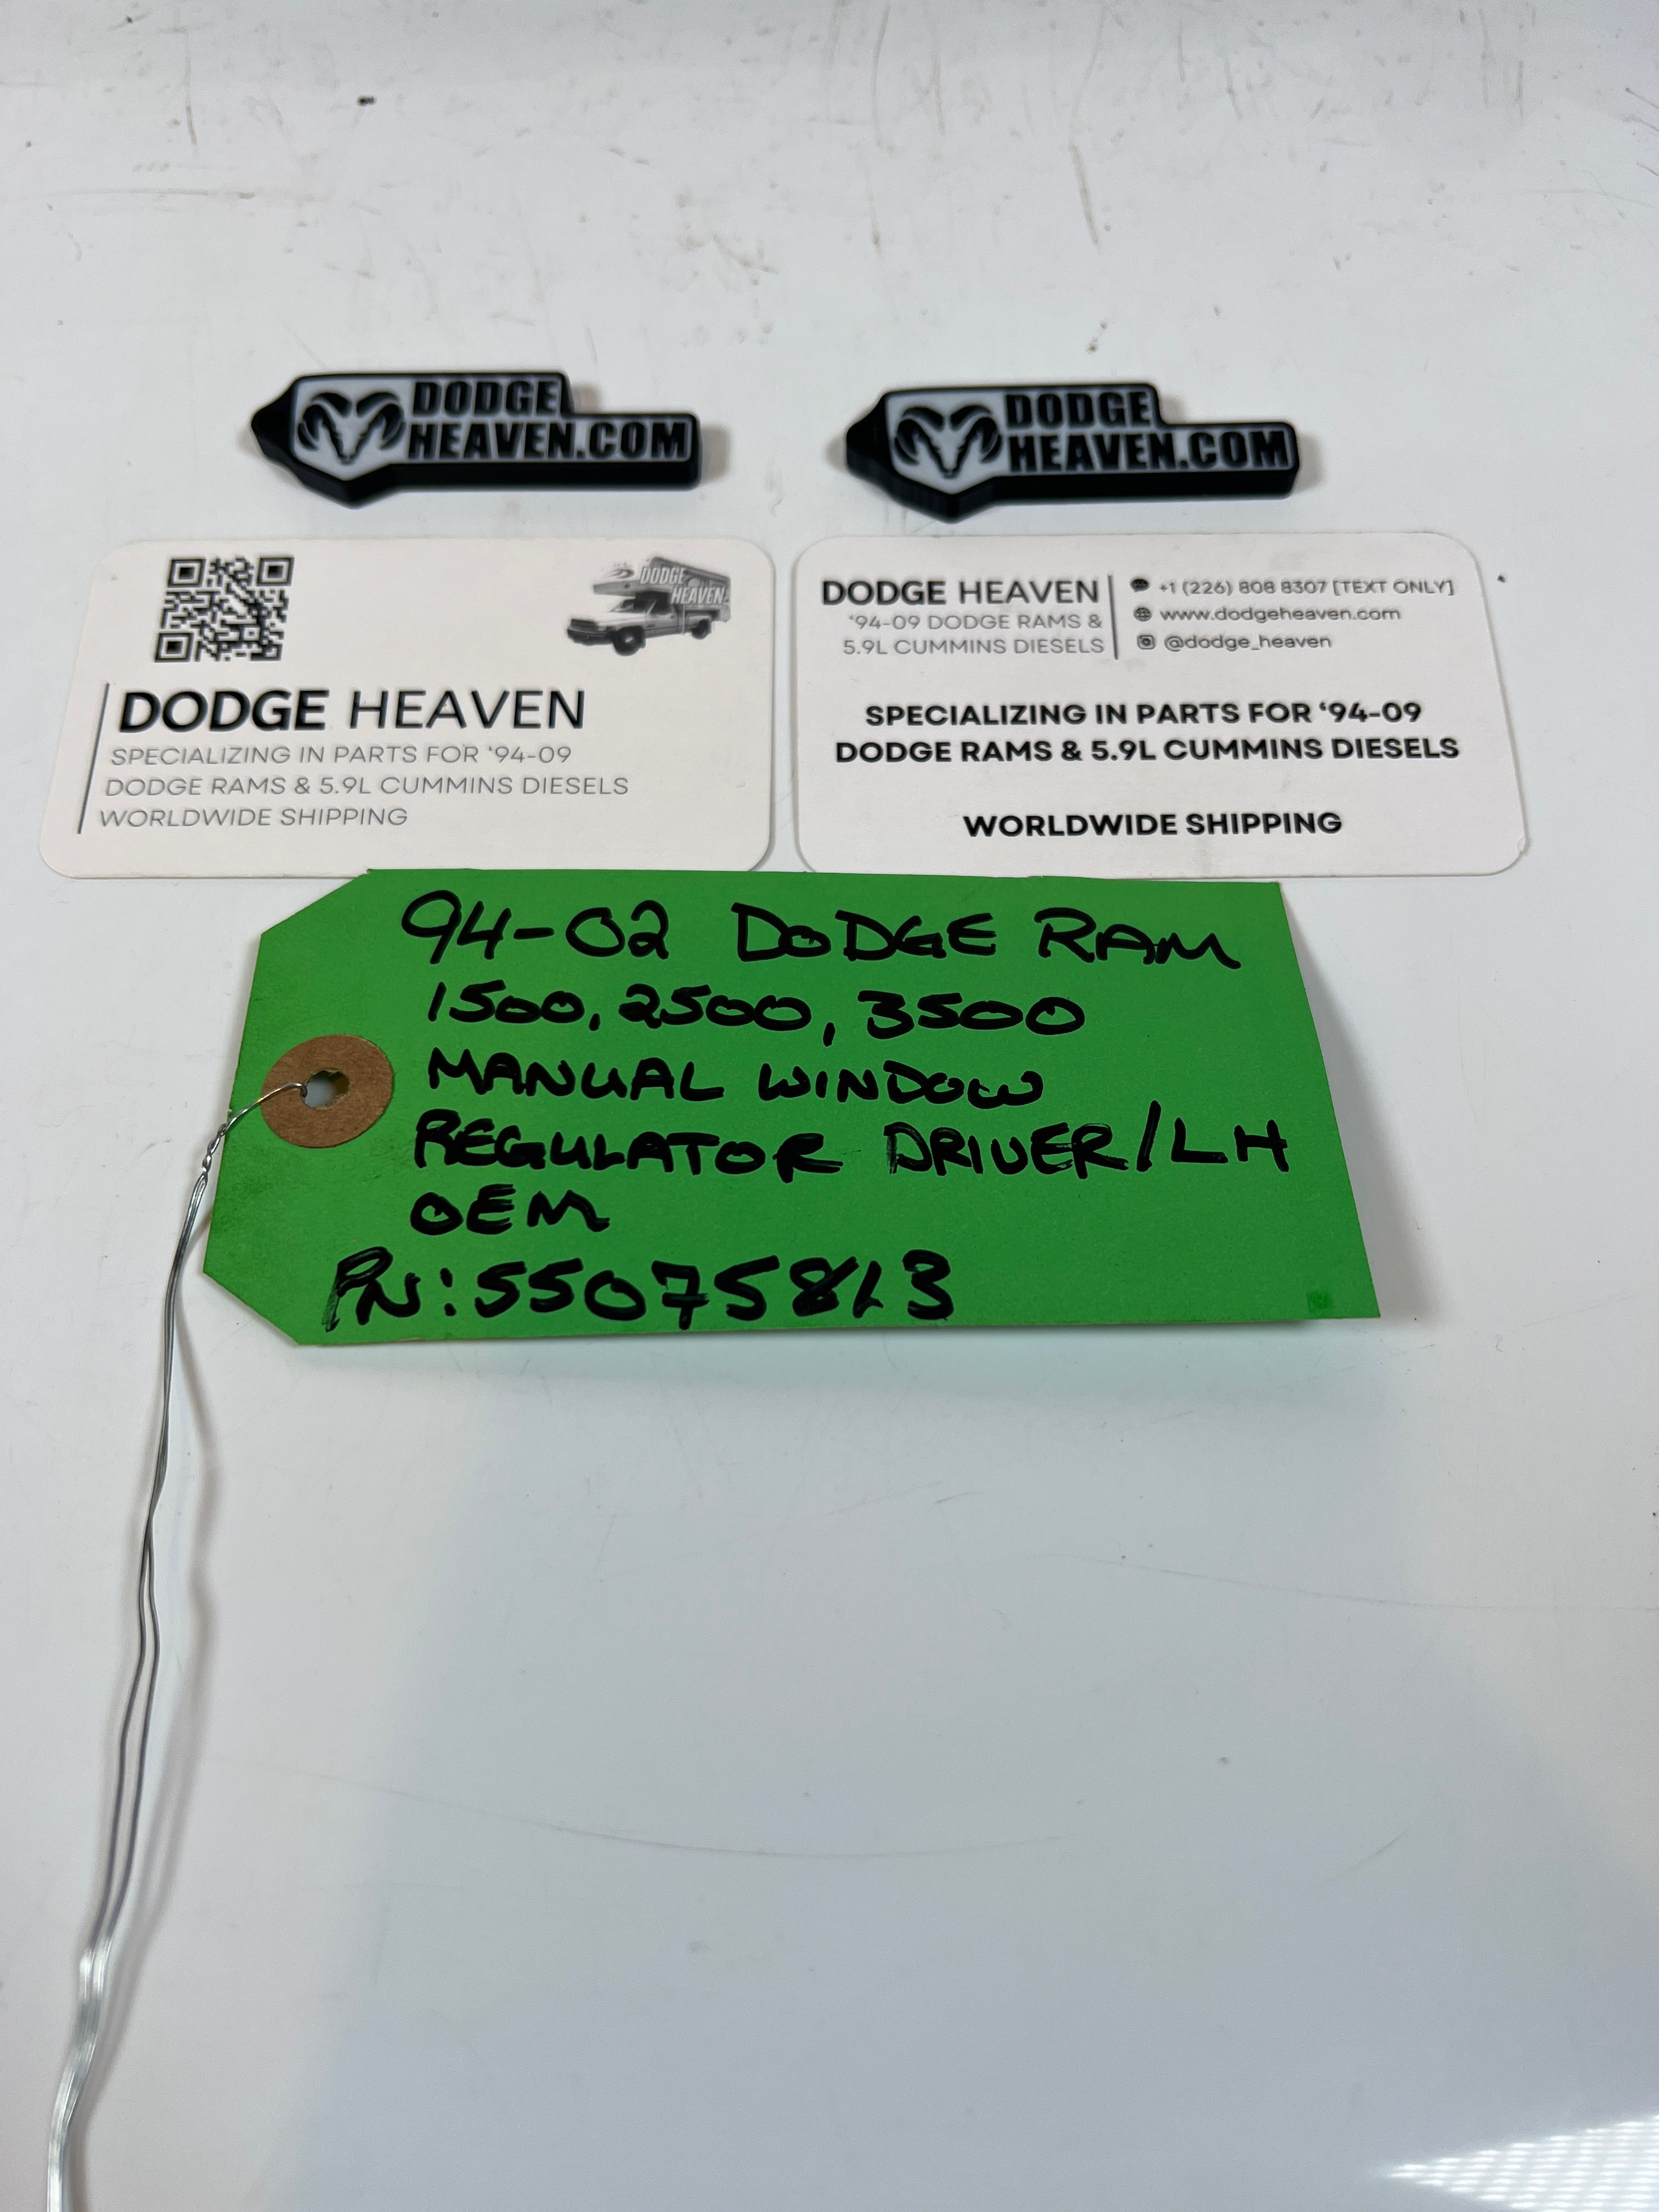 DODGE
HEAVEN.COM
DODGE
HEAVEN.COM
DODGE
HEAVEN
DODGE HEAVEN
SPECIALIZING IN PARTS FOR ‘94-09
DODGE RAMS & 5.9L CUMMINS DIESELS
WORLDWIDE SHIPPING
DODGE HEAVEN
‘94-09 DODGE RAMS &
5.9L CUMMINS DIESELS
+1 (226) 808 8307 [TEXT ONLY]
www.dodgeheaven.com
@dodge_heaven
SPECIALIZING IN PARTS FOR ‘94-09
DODGE RAMS & 5.9L CUMMINS DIESELS
WORLDWIDE SHIPPING
94-02 DODGE RAM
1500, 2500, 3500
MANUAL WINDOW
REGULATOR DRIVER/LH
OEM
PN: 55075813